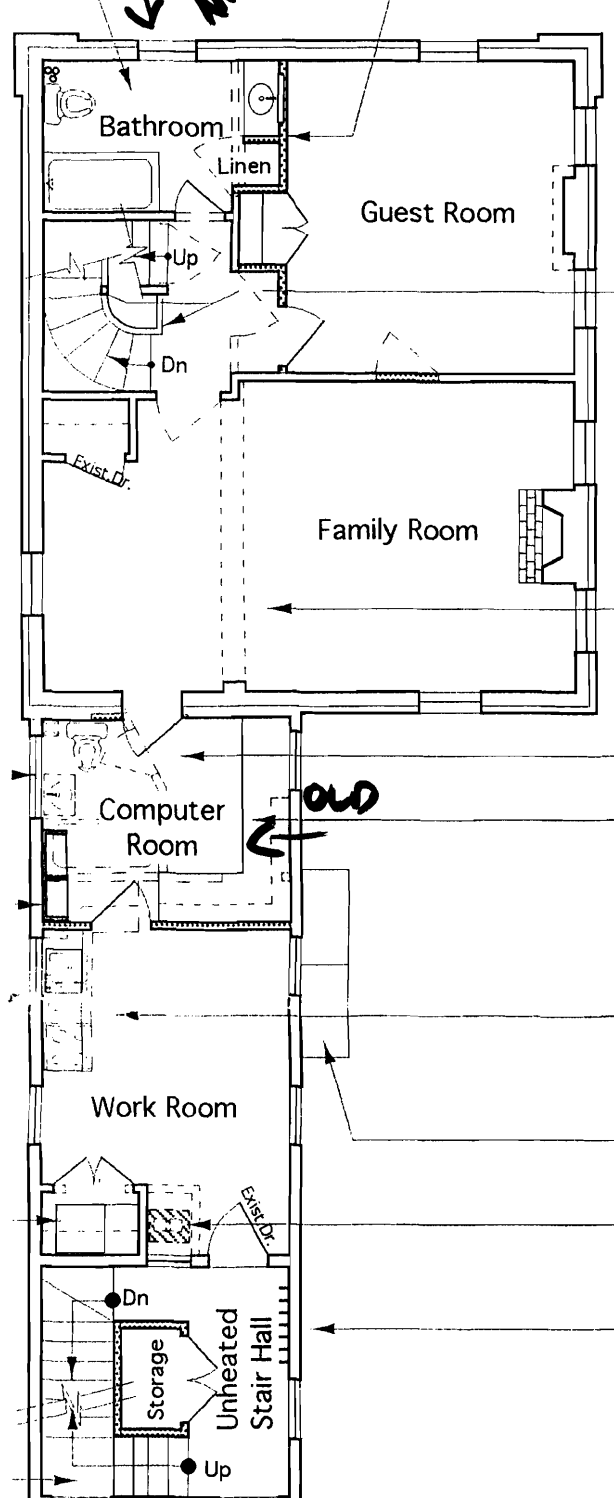 Bathroom
Linen
Guest Room
Up
Dn
Exist. Dr.
Family Room
OLD
Computer
Room
Work Room
Exist. Dr.
Dn
Storage
Unheated
Stair Hall
Up